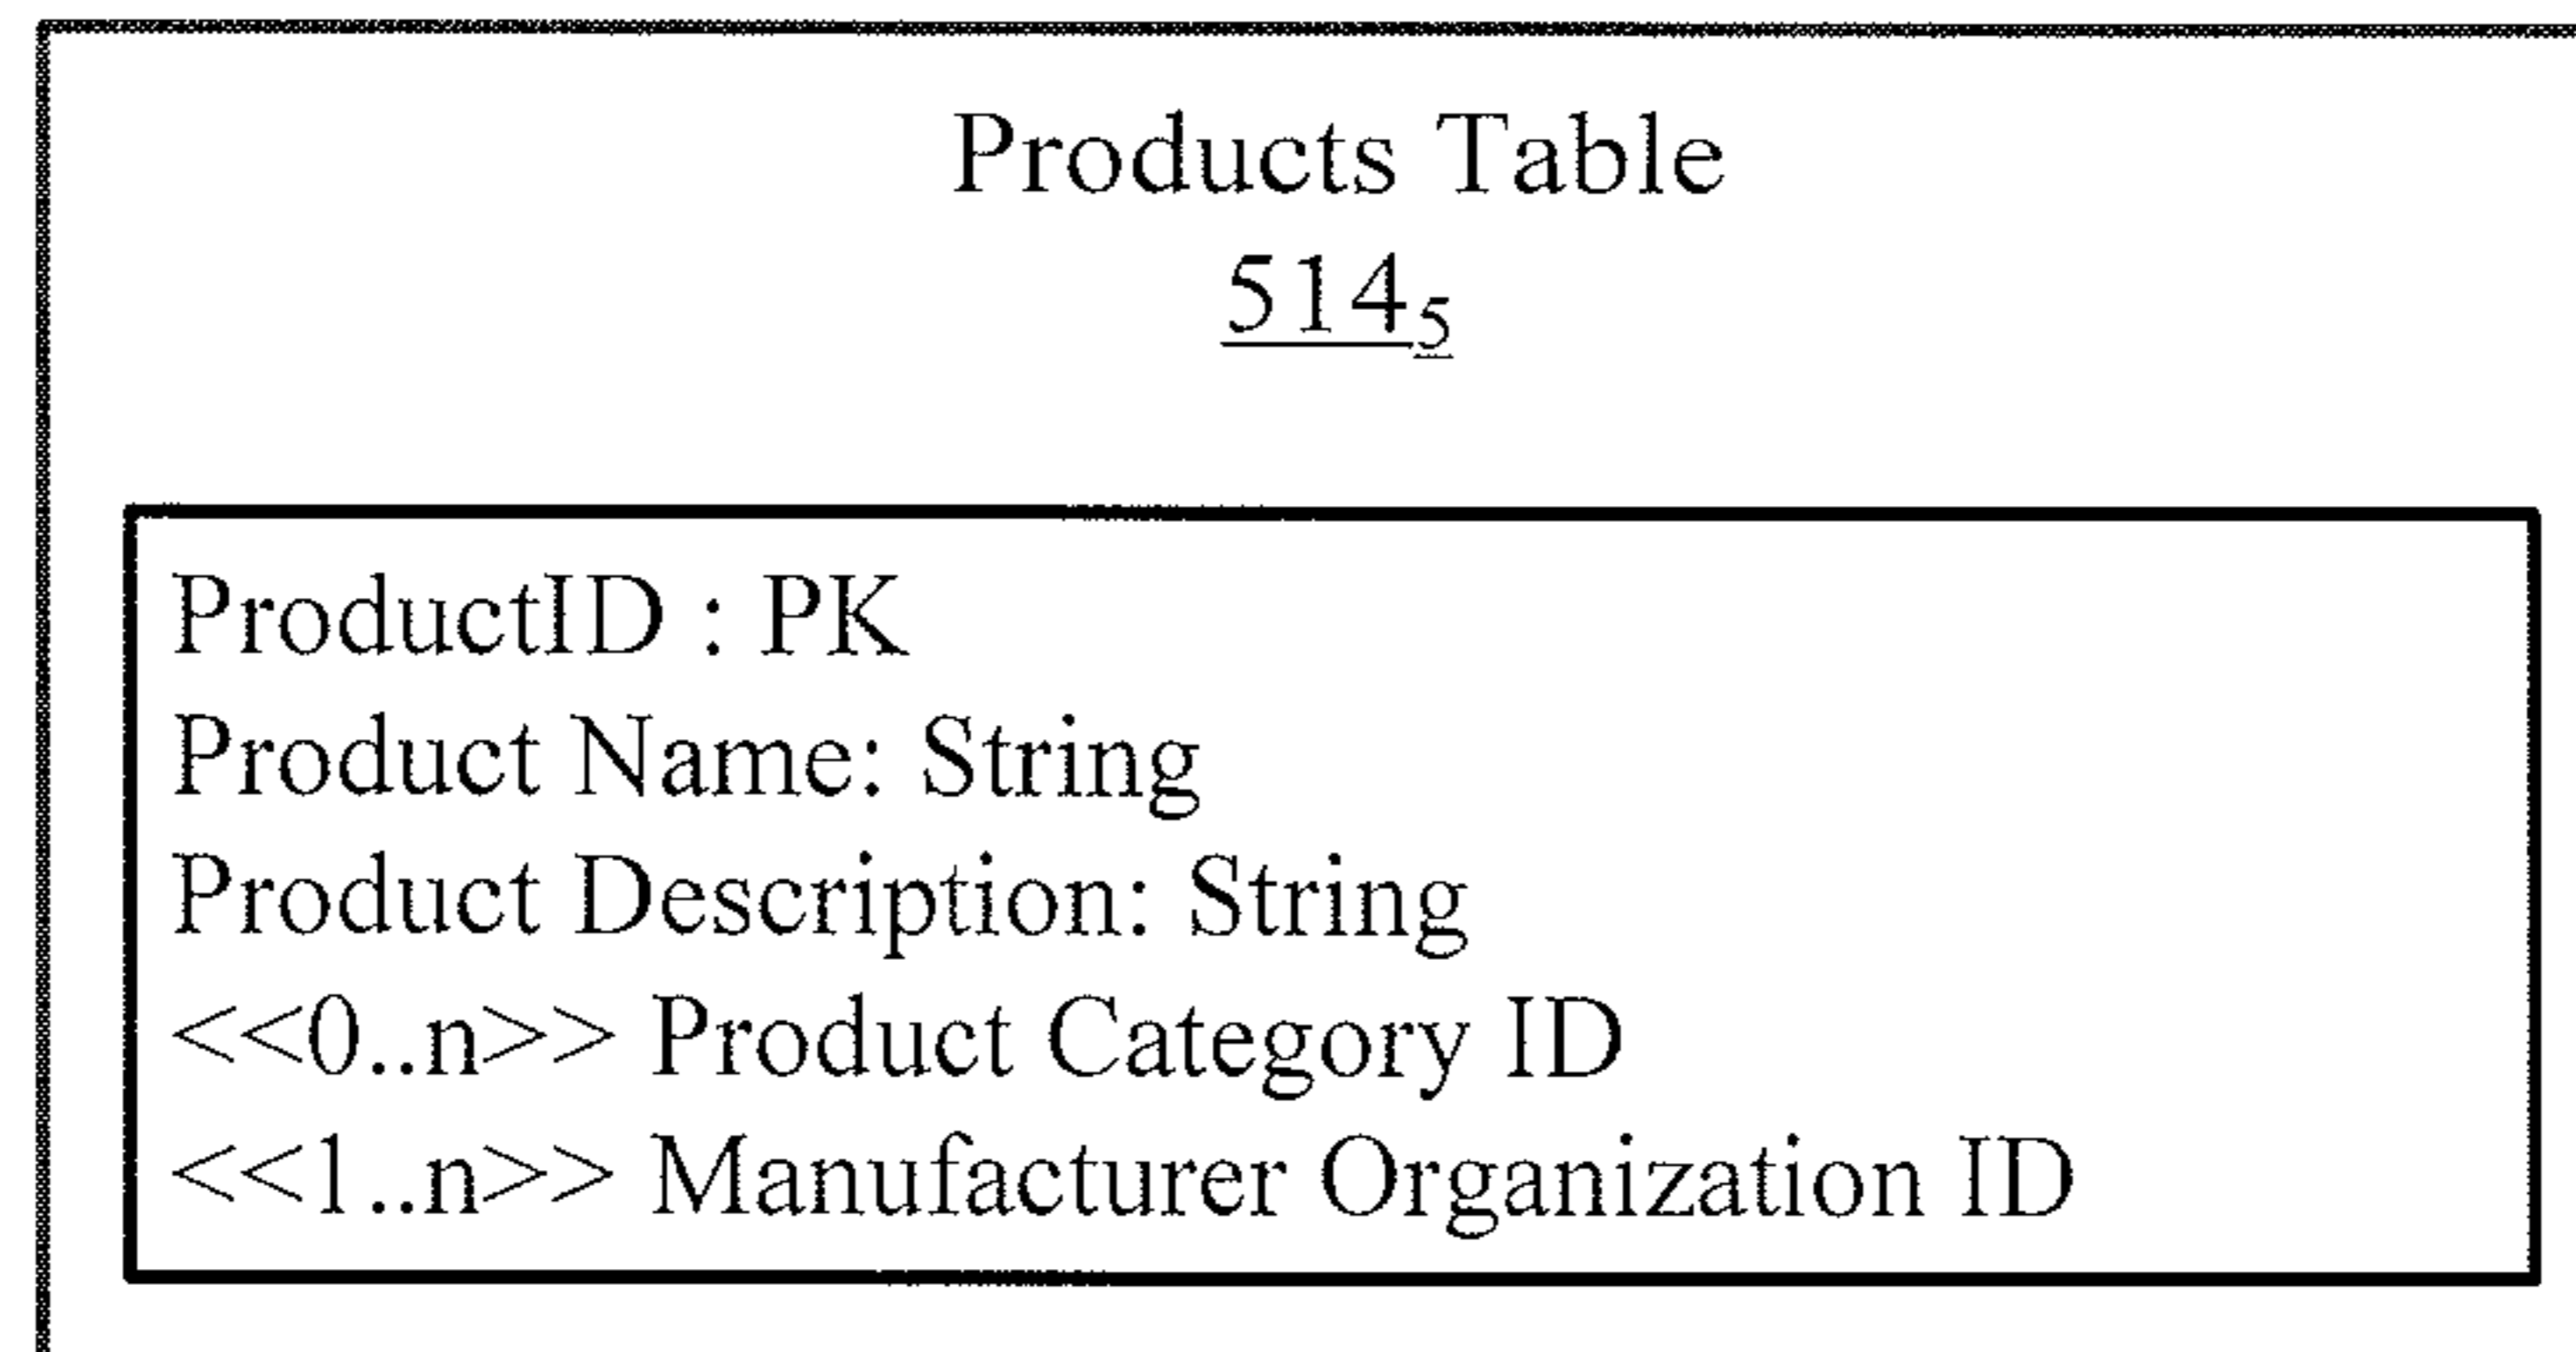 Products Table
514₅
ProductID : PK
Product Name: String
Product Description: String
<<0..n>> Product Category ID
<<1..n>> Manufacturer Organization ID